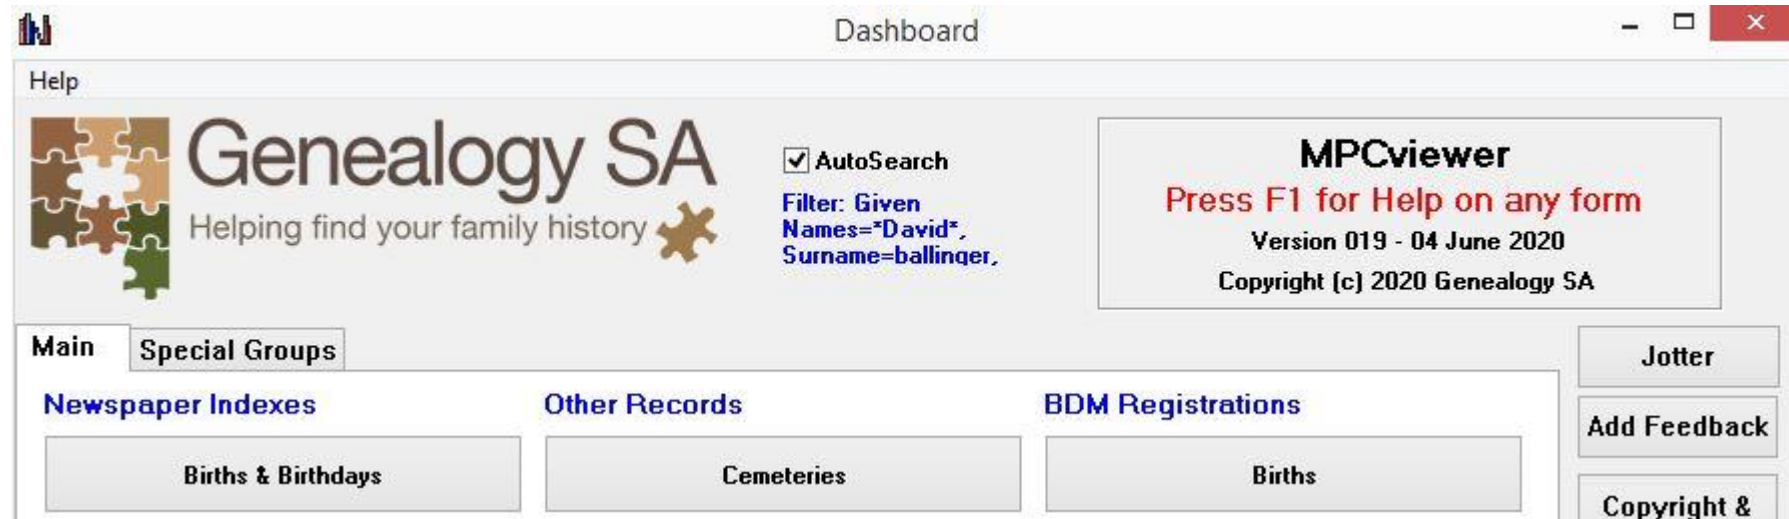 Dashboard
Help
Genealogy SA
Helping find your family history
AutoSearch
Filter: Given
Names=*David*,
Surname=ballinger,
MPCviewer
Press F1 for Help on any form
Version 019 - 04 June 2020
Copyright (c) 2020 Genealogy SA
Main
Special Groups
Jotter
Newspaper Indexes
Other Records
BDM Registrations
Add Feedback
Births & Birthdays
Cemeteries
Births
Copyright &